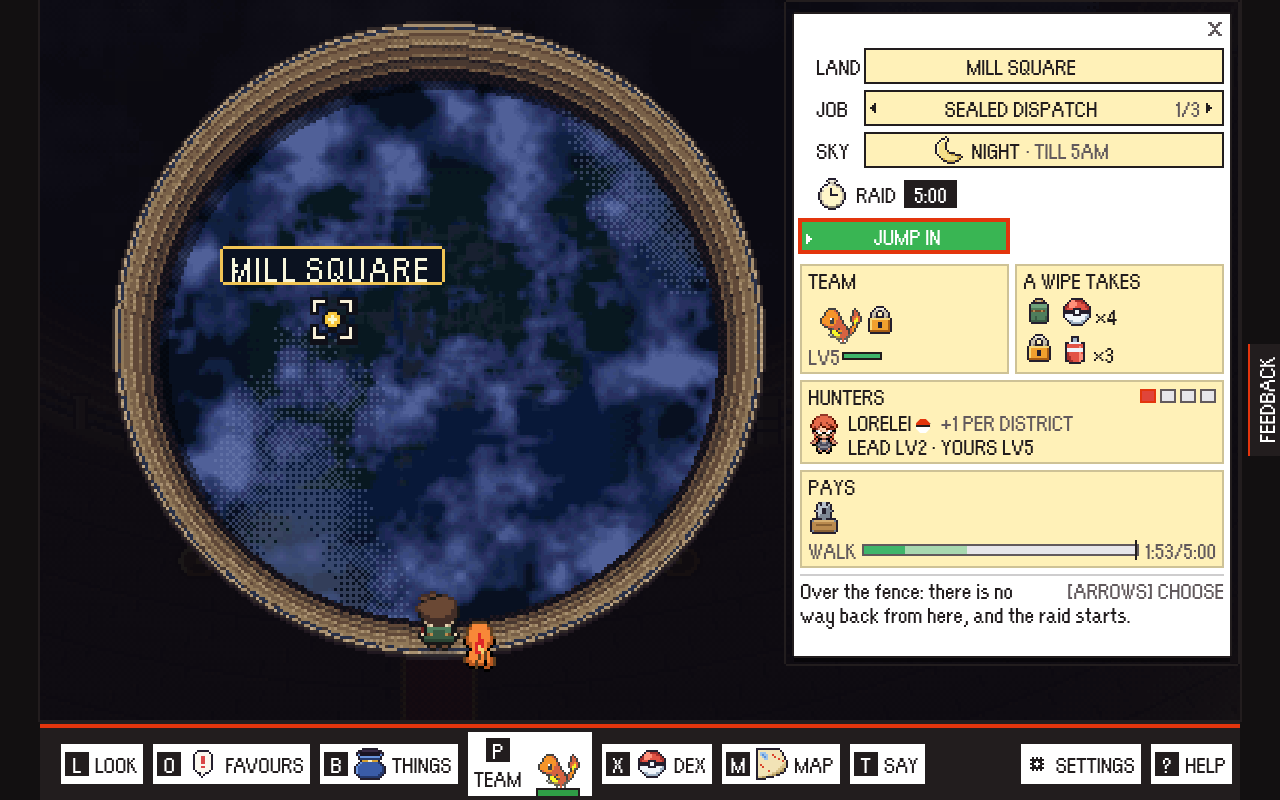 X
LAND MILL SQUARE
JOB SEALED DISPATCH 1/3
SKY NIGHT · TILL 5AM
RAID 5:00
JUMP IN
MILL SQUARE
TEAM
LV5
A WIPE TAKES
×4
×3
HUNTERS
LORELEI +1 PER DISTRICT
LEAD LV2 · YOURS LV5
PAYS
WALK 1:53/5:00
Over the fence: there is no [ARROWS] CHOOSE
way back from here, and the raid starts.
FEEDBACK
L LOOK
O FAVOURS
B THINGS
P TEAM
X DEX
M MAP
T SAY
SETTINGS
? HELP